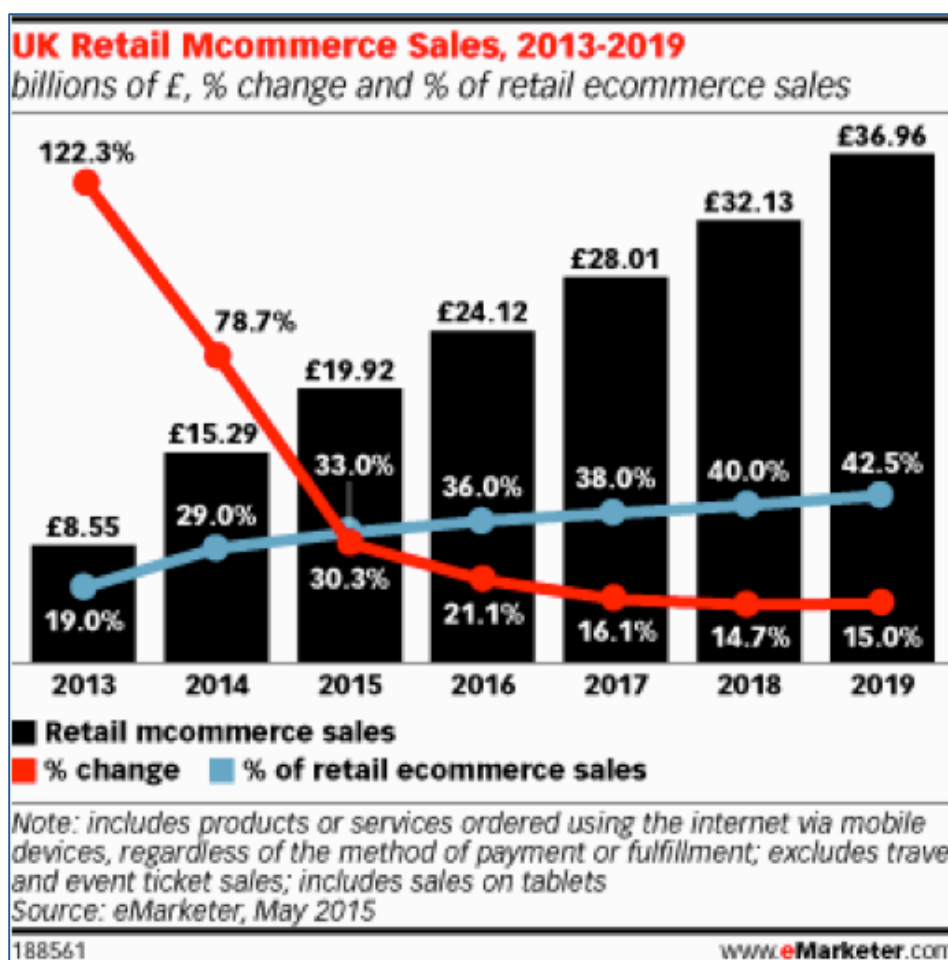 UK Retail Mcommerce Sales, 2013-2019
billions of £, % change and % of retail ecommerce sales
122.3%
78.7%
£8.55
£15.29
£19.92
£24.12
£28.01
£32.13
£36.96
19.0%
29.0%
33.0%
36.0%
38.0%
40.0%
42.5%
30.3%
21.1%
16.1%
14.7%
15.0%
2013 2014 2015 2016 2017 2018 2019
Retail mcommerce sales
% change % of retail ecommerce sales
Note: includes products or services ordered using the internet via mobile
devices, regardless of the method of payment or fulfillment; excludes trave
and event ticket sales; includes sales on tablets
Source: eMarketer, May 2015
188561 www.eMarketer.com